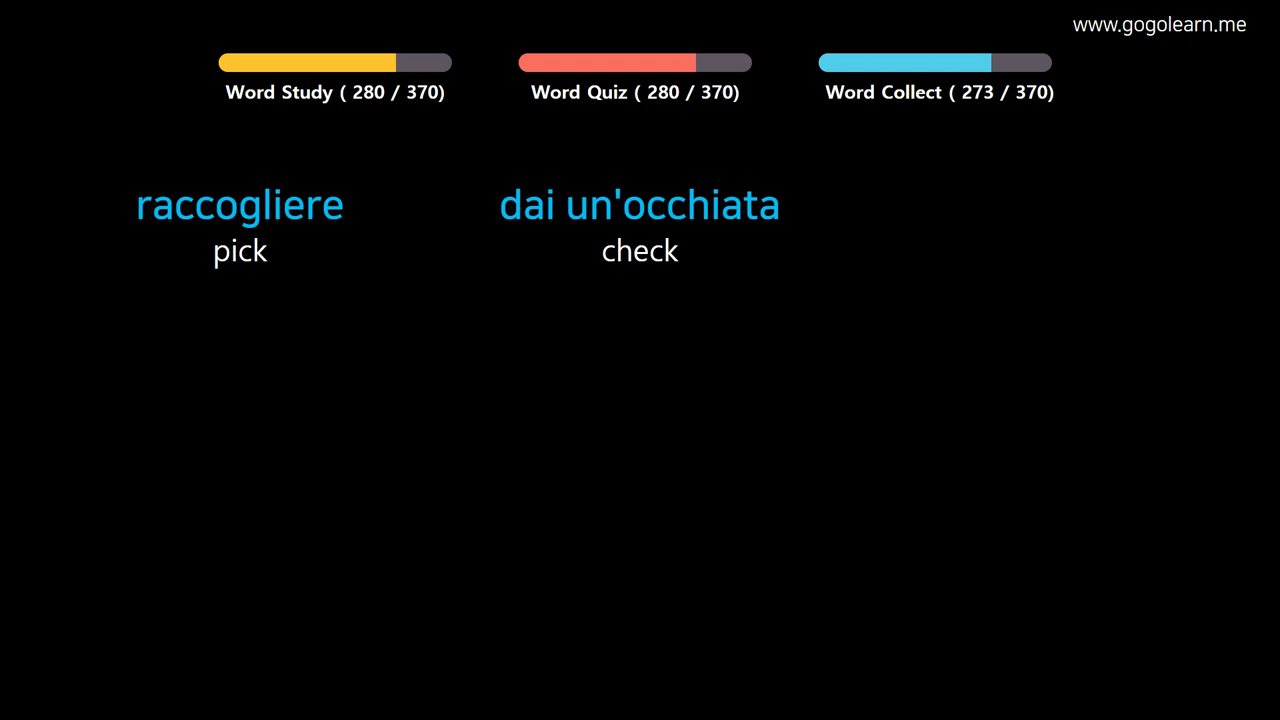 www.gogolearn.me
Word Study ( 280 / 370)
Word Quiz ( 280 / 370)
Word Collect ( 273 / 370)
raccogliere
pick
dai un'occhiata
check